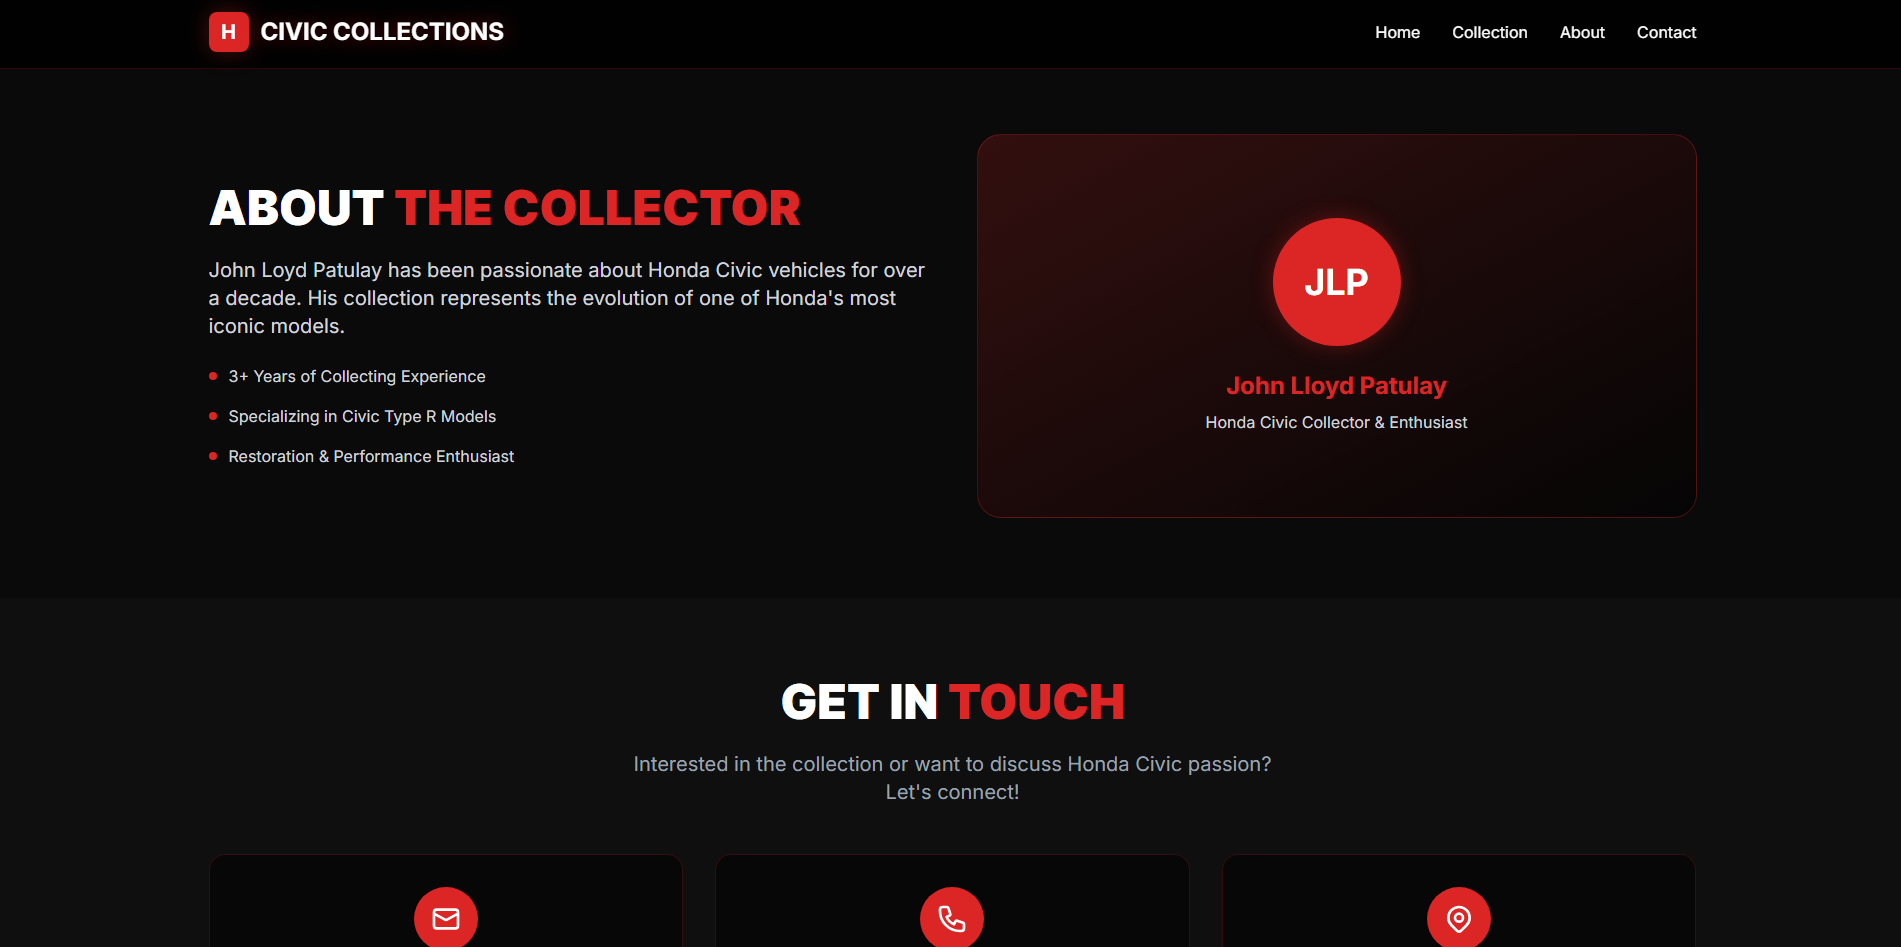 H
CIVIC COLLECTIONS
Home
Collection
About
Contact
ABOUT THE COLLECTOR
John Loyd Patulay has been passionate about Honda Civic vehicles for over
a decade. His collection represents the evolution of one of Honda's most
iconic models.
3+ Years of Collecting Experience
Specializing in Civic Type R Models
Restoration & Performance Enthusiast
JLP
John Lloyd Patulay
Honda Civic Collector & Enthusiast
GET IN TOUCH
Interested in the collection or want to discuss Honda Civic passion?
Let's connect!